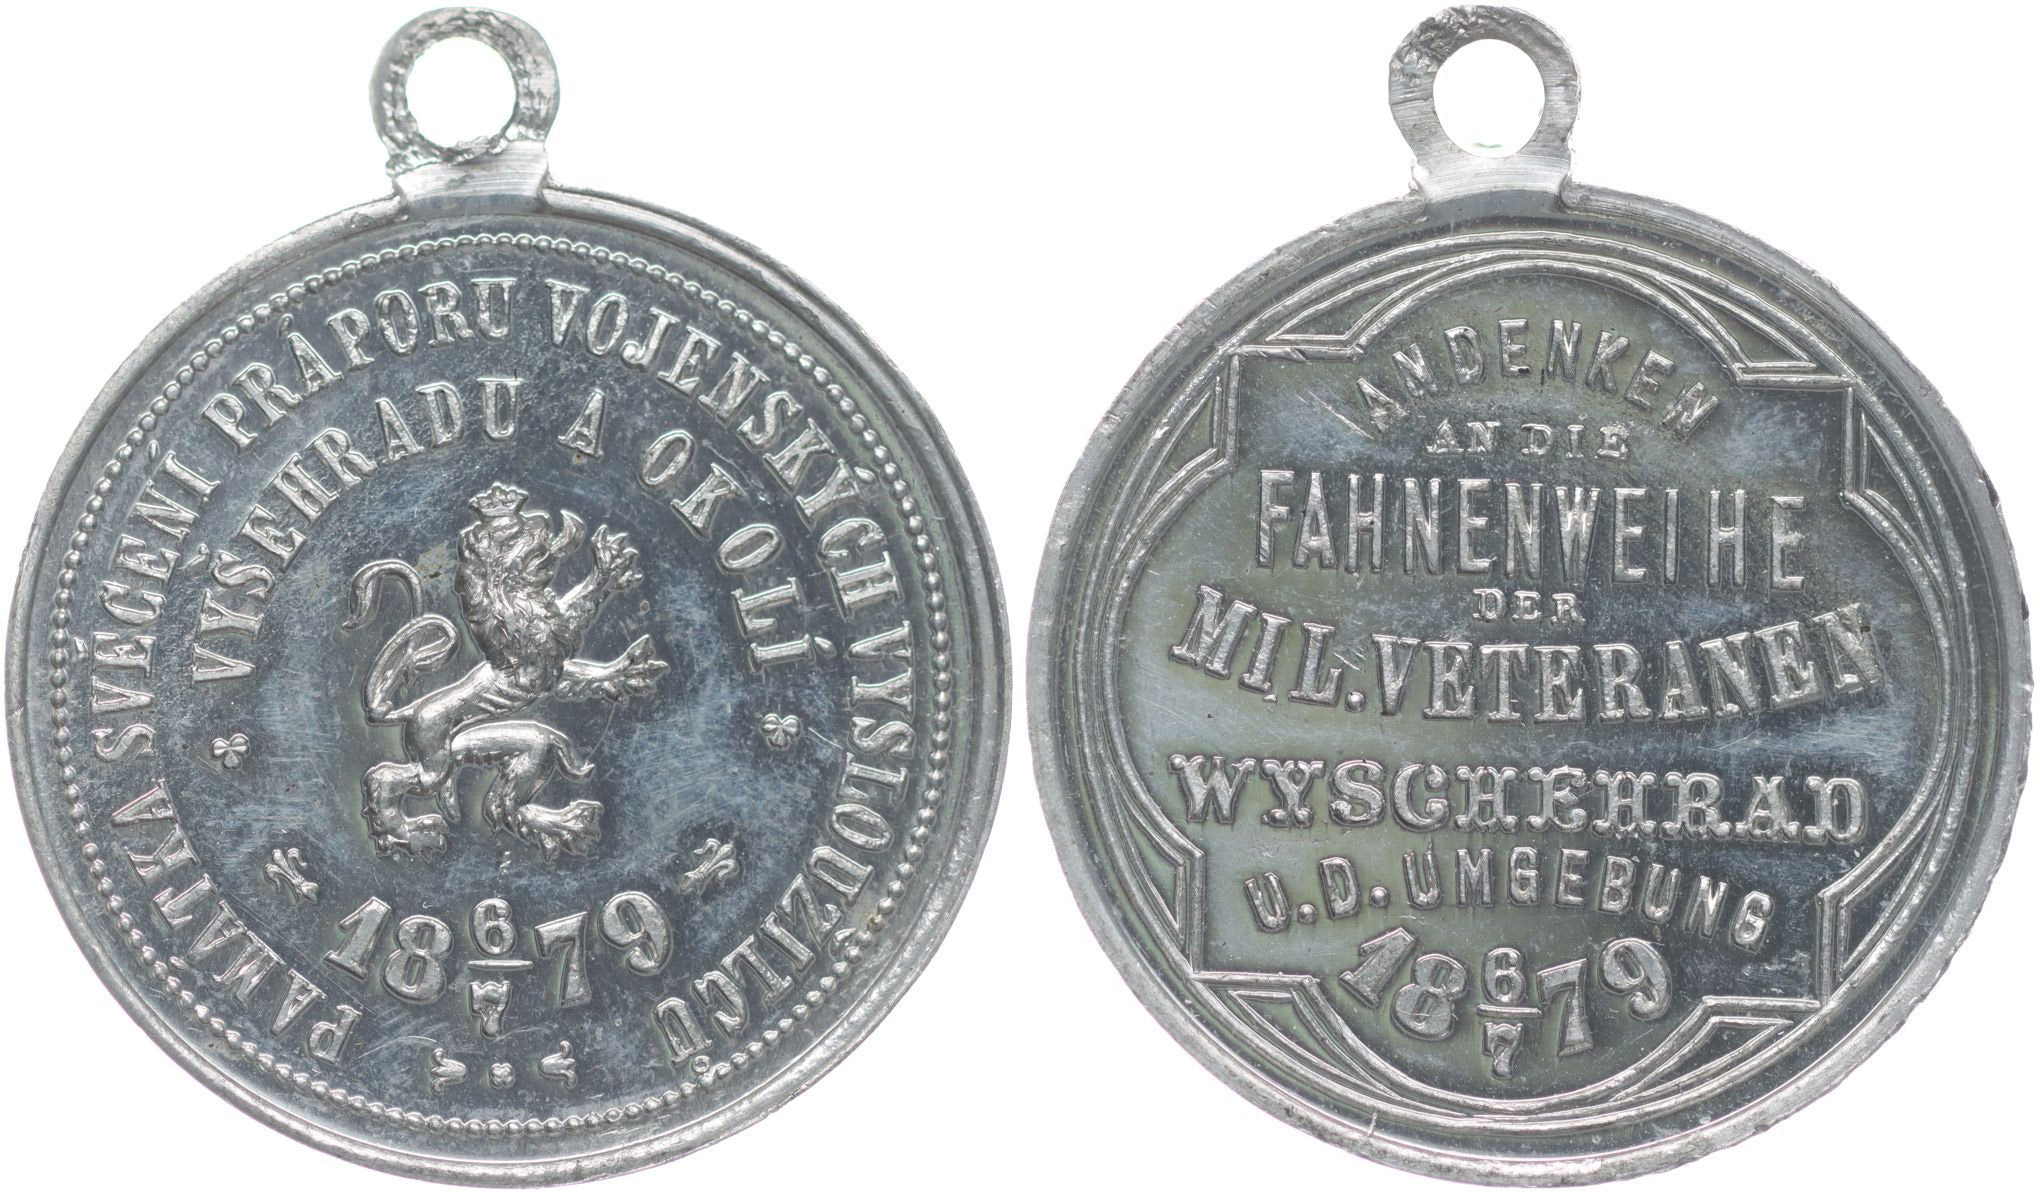 PAMÁTKA SVĚCENÍ PRÁPORU VOJENSKÝCH VYSLOUŽILCŮ
VYŠEHRADU A OKOLÍ
18 6/7 79
ANDENKEN
AN DIE
FAHNENWEIHE
DER
MIL. VETERANEN
WYSCHEHRAD
U. D. UMGEBUNG
18 6/7 79